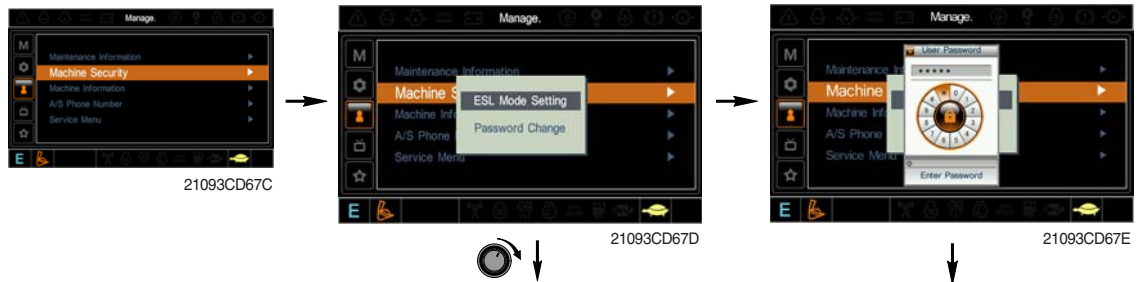 Manage.
M
Maintenance Information
Machine Security
Machine Information
A/S Phone Number
Service Menu
E
21093CD67C
Manage.
M
Maintenance Information
Machine S
ESL Mode Setting
Machine Info
Password Change
A/S Phone
Service Menu
E
21093CD67D
Manage.
M
User Password
Maintenance
*****
Machine
Machine Info
A/S Phone
Service Menu
Enter Password
E
21093CD67E